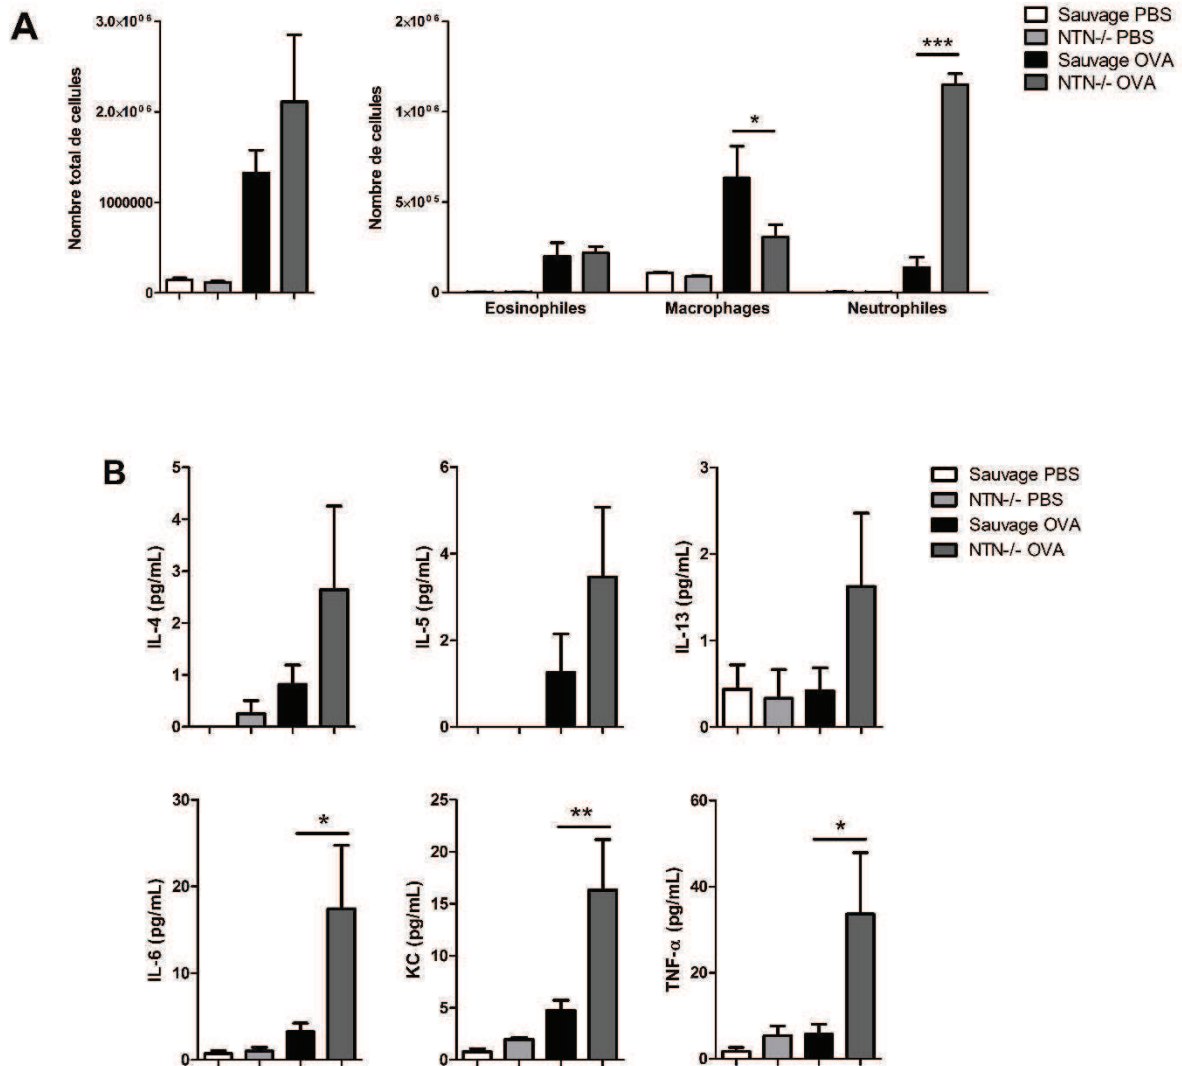 A
Nombre total de cellules
3.0×10⁰⁶
2.0×10⁰⁶
1000000
0
Nombre de cellules
2×10⁰⁶
1×10⁰⁶
5×10⁰⁵
0
*
***
Eosinophiles
Macrophages
Neutrophiles
Sauvage PBS
NTN-/- PBS
Sauvage OVA
NTN-/- OVA
B
IL-4 (pg/mL)
5
4
3
2
1
0
IL-5 (pg/mL)
6
4
2
0
IL-13 (pg/mL)
3
2
1
0
Sauvage PBS
NTN-/- PBS
Sauvage OVA
NTN-/- OVA
IL-6 (pg/mL)
30
20
10
0
*
KC (pg/mL)
25
20
15
10
5
0
**
TNF-α (pg/mL)
60
40
20
0
*